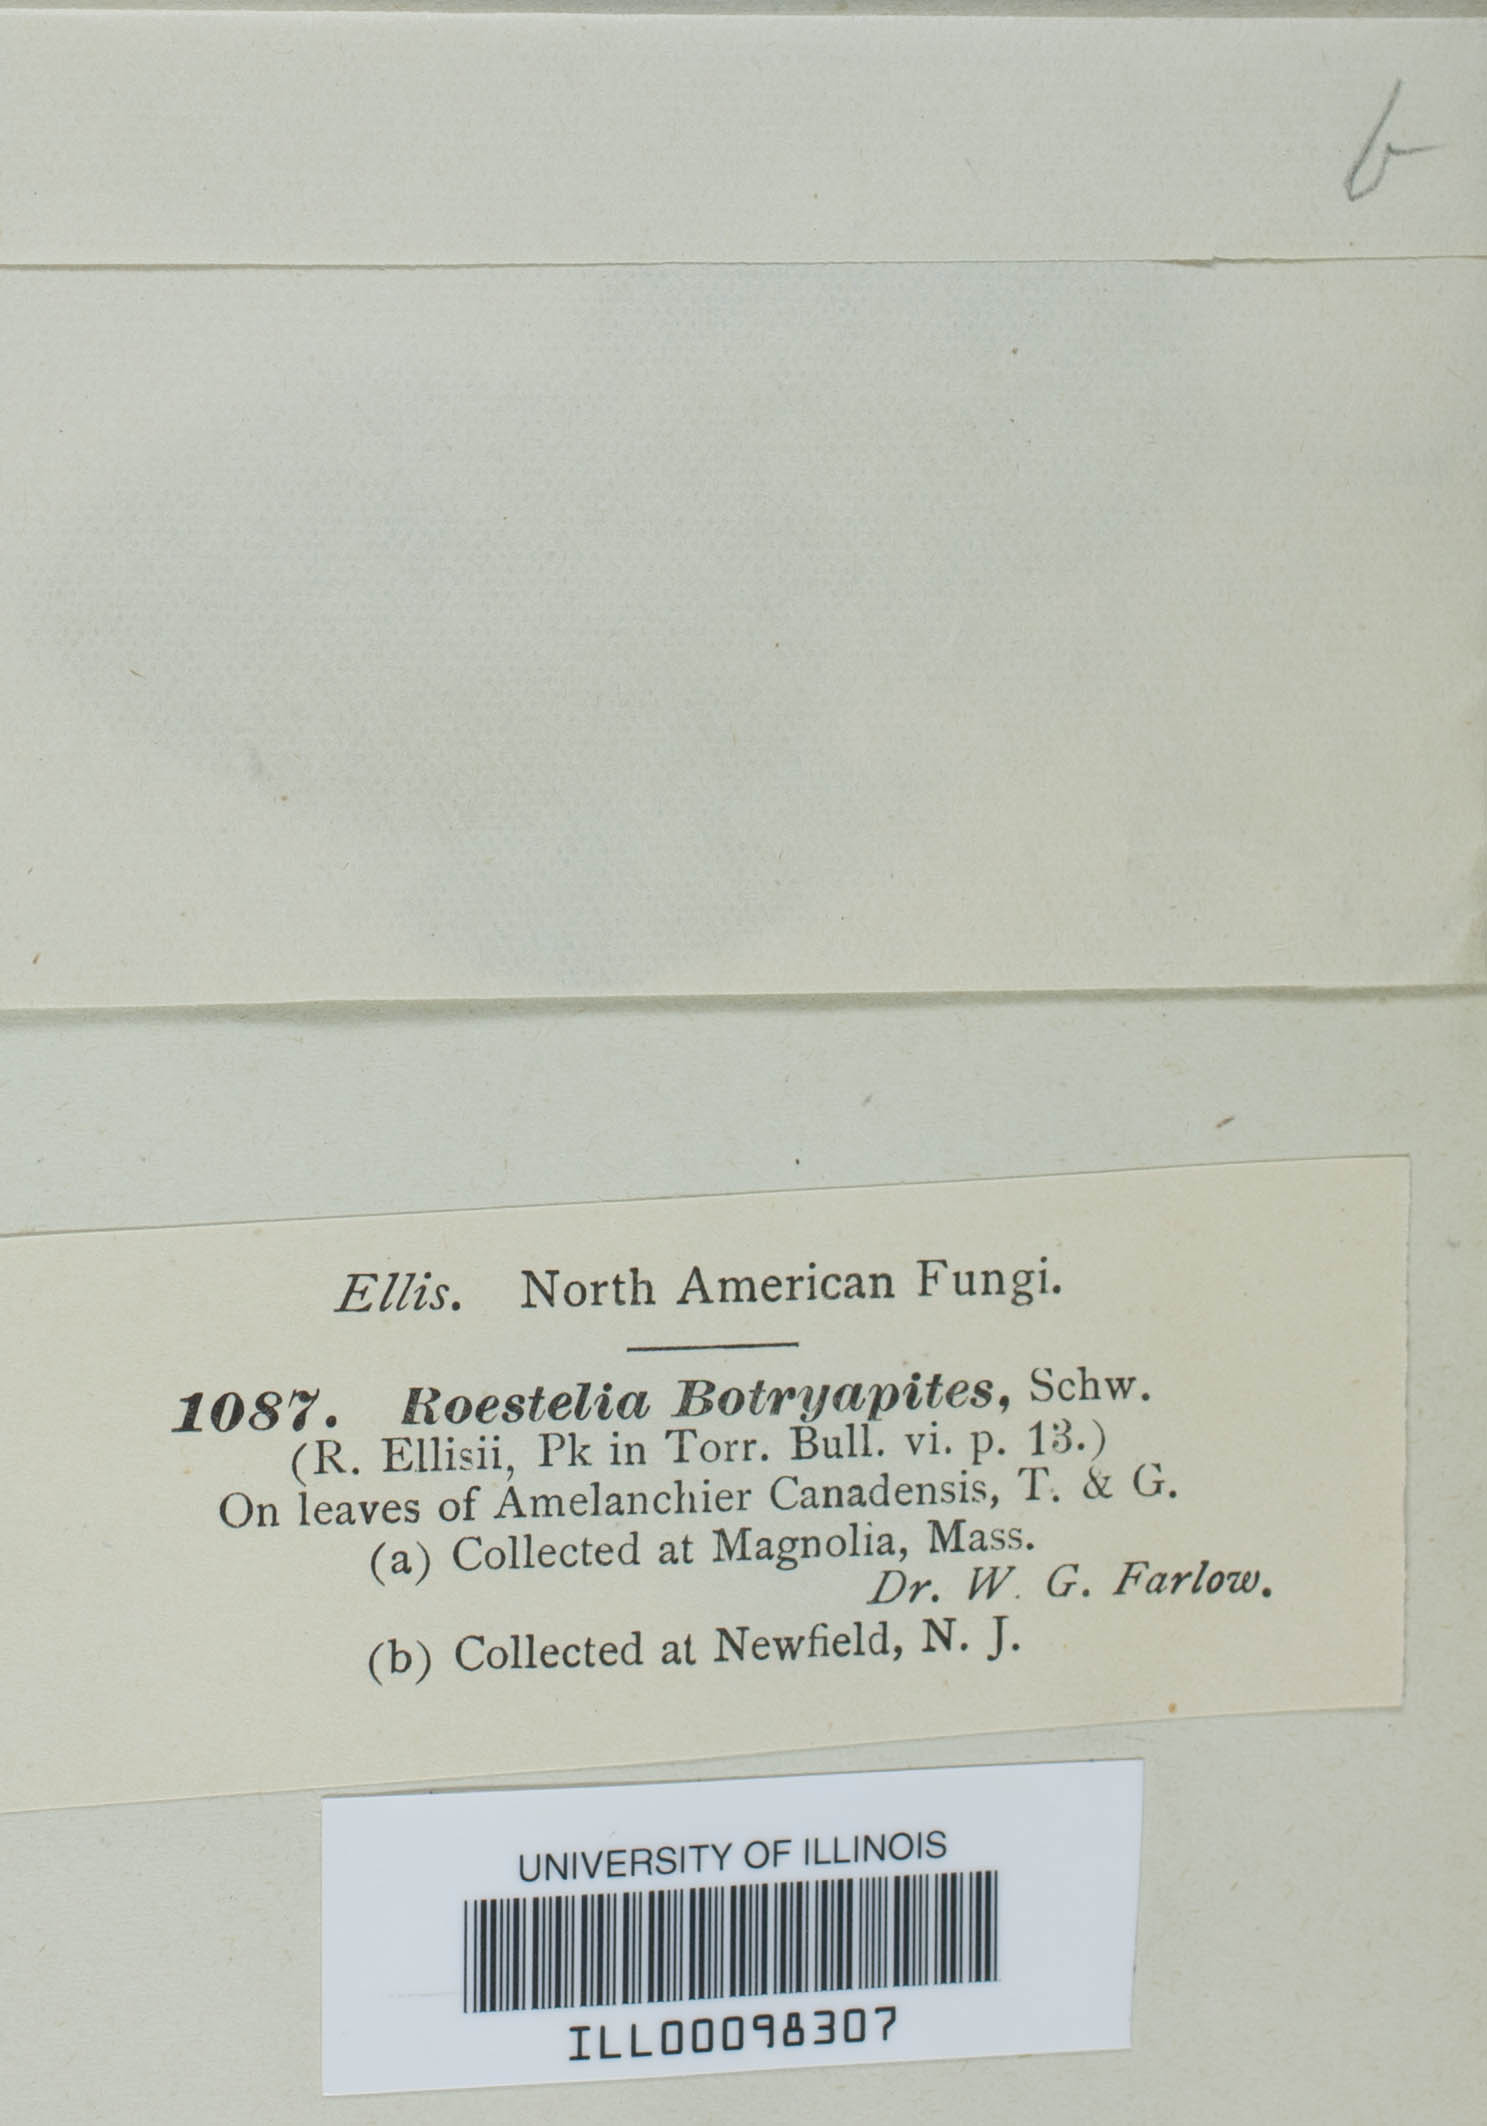 b
Ellis. North American Fungi.
1087. Roestelia Botryapites, Schw.
(R. Ellisii, Pk in Torr. Bull. vi. p. 13.)
On leaves of Amelanchier Canadensis, T. & G.
(a) Collected at Magnolia, Mass.
Dr. W. G. Farlow.
(b) Collected at Newfield, N. J.
UNIVERSITY OF ILLINOIS
ILL00098307